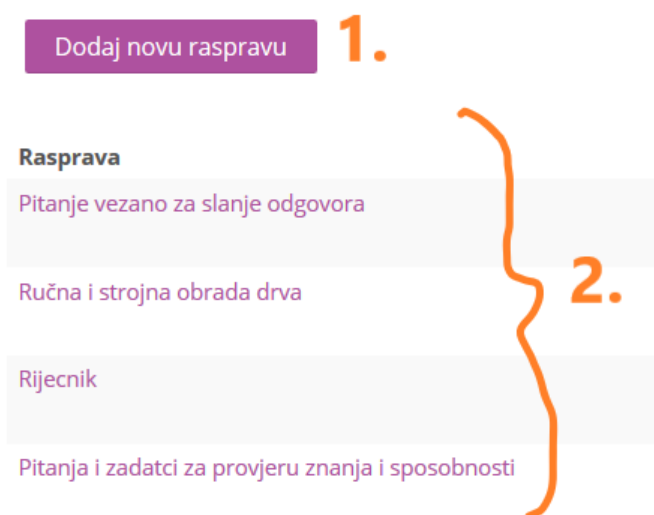 Dodaj novu raspravu 1.
Rasprava
Pitanje vezano za slanje odgovora
Ručna i strojna obrada drva
2.
Rijecnik
Pitanja i zadatci za provjeru znanja i sposobnosti